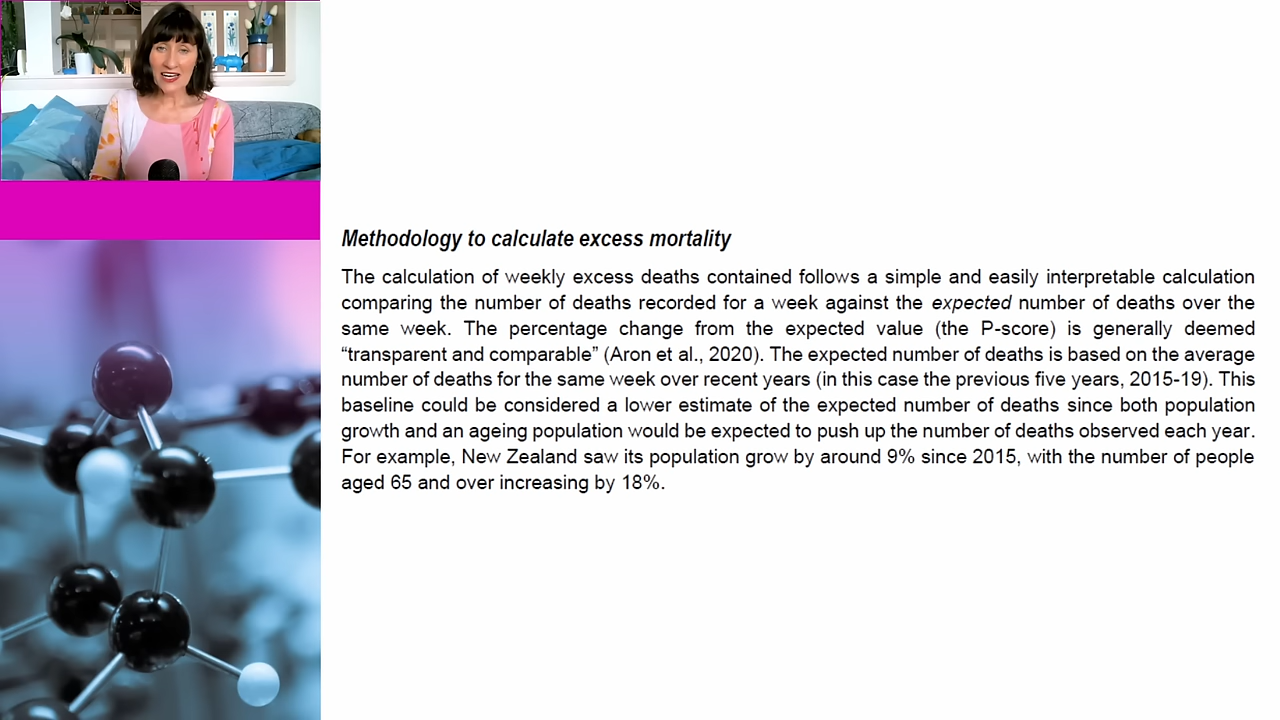 Methodology to calculate excess mortality
The calculation of weekly excess deaths contained follows a simple and easily interpretable calculation
comparing the number of deaths recorded for a week against the expected number of deaths over the
same week. The percentage change from the expected value (the P-score) is generally deemed
“transparent and comparable” (Aron et al., 2020). The expected number of deaths is based on the average
number of deaths for the same week over recent years (in this case the previous five years, 2015-19). This
baseline could be considered a lower estimate of the expected number of deaths since both population
growth and an ageing population would be expected to push up the number of deaths observed each year.
For example, New Zealand saw its population grow by around 9% since 2015, with the number of people
aged 65 and over increasing by 18%.